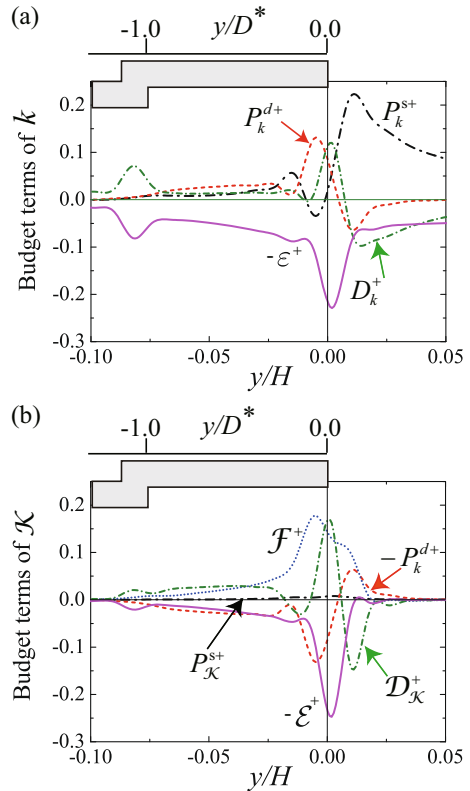 (a)
-1.0 y/D* 0.0
Budget terms of k
0.2
0.1
0.0
-0.1
-0.2
-0.3
P_k^{d+}
P_k^{s+}
-ε^+
D_k^+
-0.10 -0.05 0.00 0.05
y/H
(b)
-1.0 y/D* 0.0
Budget terms of 𝒦
0.2
0.1
0.0
-0.1
-0.2
-0.3
ℱ^+
-P_k^{d+}
P_𝒦^{s+}
𝒟_𝒦^+
-ℰ^+
-0.10 -0.05 0.00 0.05
y/H